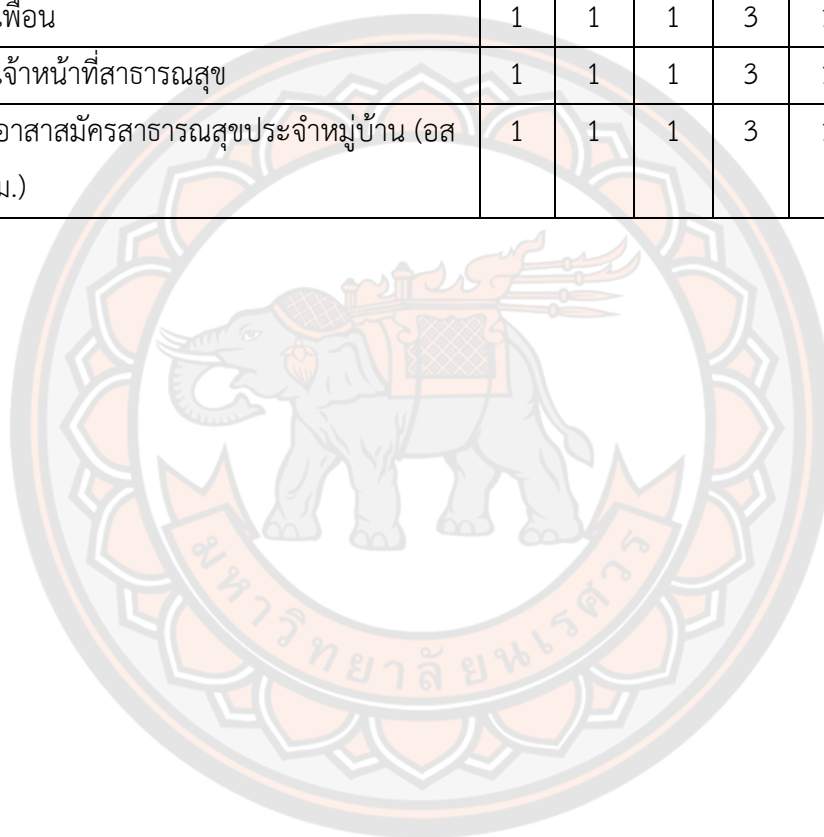 เพื่อน 1 1 1 3
เจ้าหน้าที่สาธารณสุข 1 1 1 3
อาสาสมัครสาธารณสุขประจำหมู่บ้าน (อส 1 1 1 3
ม.)
มหาวิทยาลัยนเรศวร